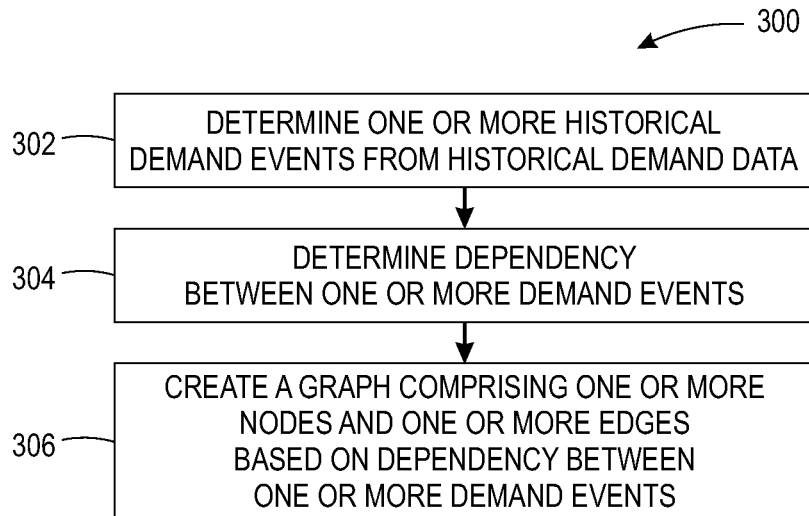 300
302
DETERMINE ONE OR MORE HISTORICAL
DEMAND EVENTS FROM HISTORICAL DEMAND DATA
304
DETERMINE DEPENDENCY
BETWEEN ONE OR MORE DEMAND EVENTS
306
CREATE A GRAPH COMPRISING ONE OR MORE
NODES AND ONE OR MORE EDGES
BASED ON DEPENDENCY BETWEEN
ONE OR MORE DEMAND EVENTS